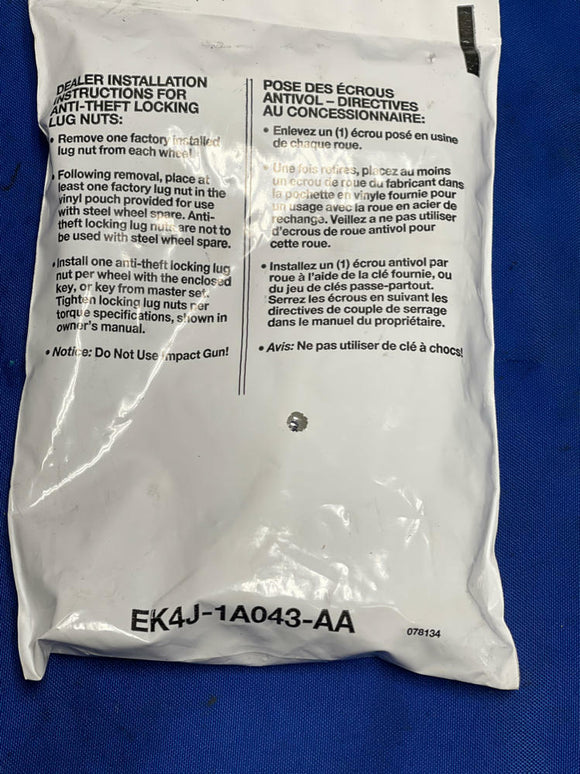 DEALER INSTALLATION
INSTRUCTIONS FOR
ANTI-THEFT LOCKING
LUG NUTS:
• Remove one factory installed
lug nut from each wheel.
• Following removal, place at
least one factory lug nut in the
vinyl pouch provided for use
with steel wheel spare. Anti-
theft locking lug nuts are not to
be used with steel wheel spare.
• Install one anti-theft locking lug
nut per wheel with the enclosed
key, or key from master set.
Tighten locking lug nuts per
torque specifications, shown in
owner's manual.
• Notice: Do Not Use Impact Gun!
POSE DES ÉCROUS
ANTIVOL – DIRECTIVES
AU CONCESSIONNAIRE:
• Enlevez un (1) écrou posé en usine
de chaque roue.
• Une fois retirés, placez au moins
un écrou de roue du fabricant dans
la pochette en vinyle fournie pour
un usage avec la roue en acier de
rechange. Veillez a ne pas utiliser
d'écrous de roue antivol pour
cette roue.
• Installez un (1) écrou antivol par
roue à l'aide de la clé fournie, ou
du jeu de clés passe-partout.
Serrez les écrous en suivant les
directives de couple de serrage
dans le manuel du propriétaire.
• Avis: Ne pas utiliser de clé à chocs!
EK4J-1A043-AA
078134